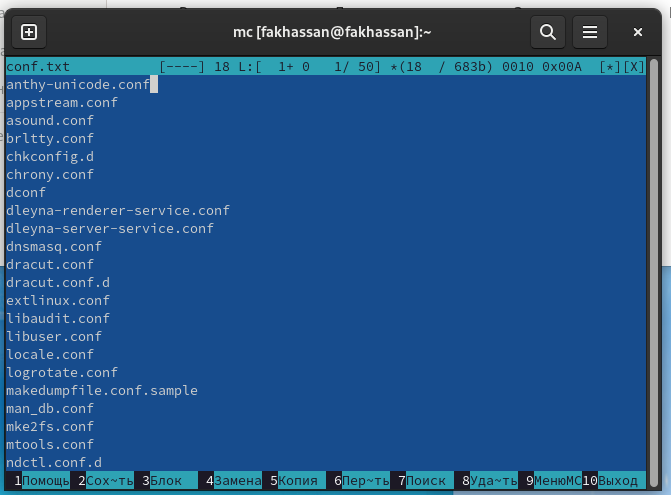 mc [fakhassan@fakhassan]:~
conf.txt [----] 18 L:[ 1+ 0 1/ 50] *(18 / 683b) 0010 0x00A [*][X]
anthy-unicode.conf
appstream.conf
asound.conf
brltty.conf
chkconfig.d
chrony.conf
dconf
dleyna-renderer-service.conf
dleyna-server-service.conf
dnsmasq.conf
dracut.conf
dracut.conf.d
extlinux.conf
libaudit.conf
libuser.conf
locale.conf
logrotate.conf
makedumpfile.conf.sample
man_db.conf
mke2fs.conf
mtools.conf
ndctl.conf.d
1Помощь 2Сох~ть 3Блок 4Замена 5Копия 6Пер~ть 7Поиск 8Уда~ть 9МенюMC 10Выход